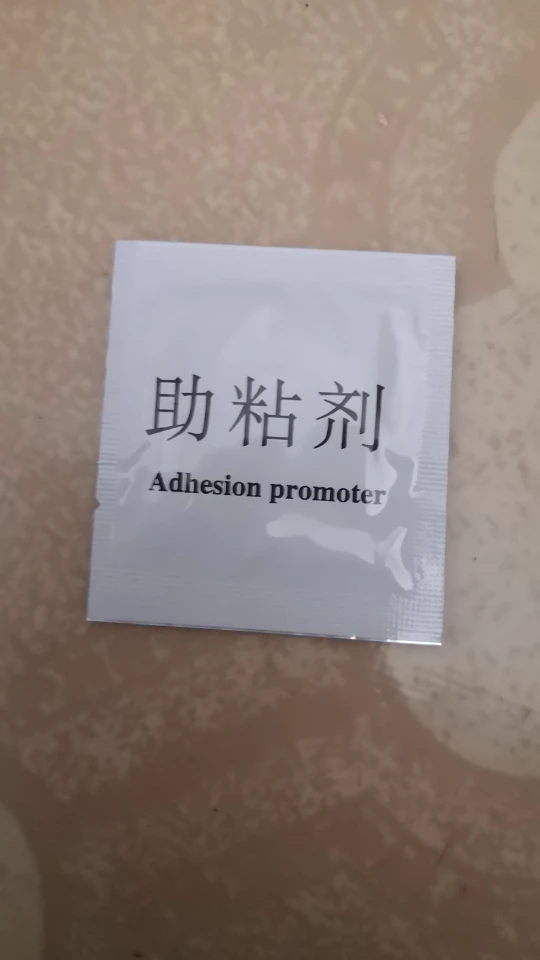 助粘剂
Adhesion promoter